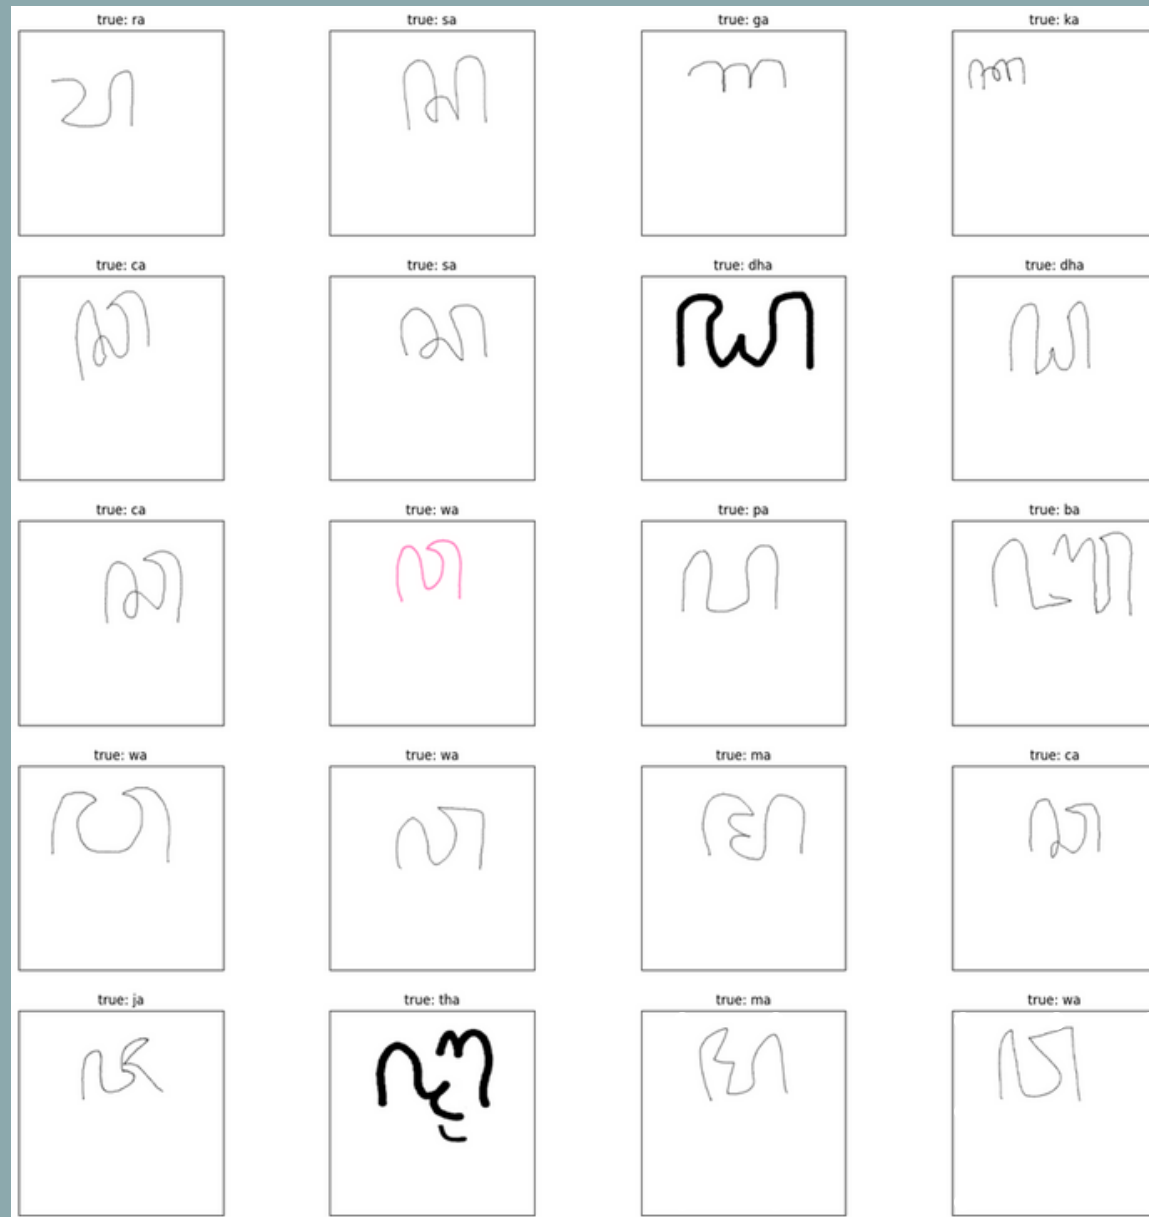 true: ra true: sa true: ga true: ka
ꦫ ꦱ ꦒ ꦏ
true: ca true: sa true: dha true: dha
ꦕ ꦱ ꦝ ꦝ
true: ca true: wa true: pa true: ba
ꦕ ꦮ ꦥ ꦧ
true: wa true: wa true: ma true: ca
ꦮ ꦮ ꦩ ꦕ
true: ja true: tha true: ma true: wa
ꦗ ꦛ ꦩ ꦮ